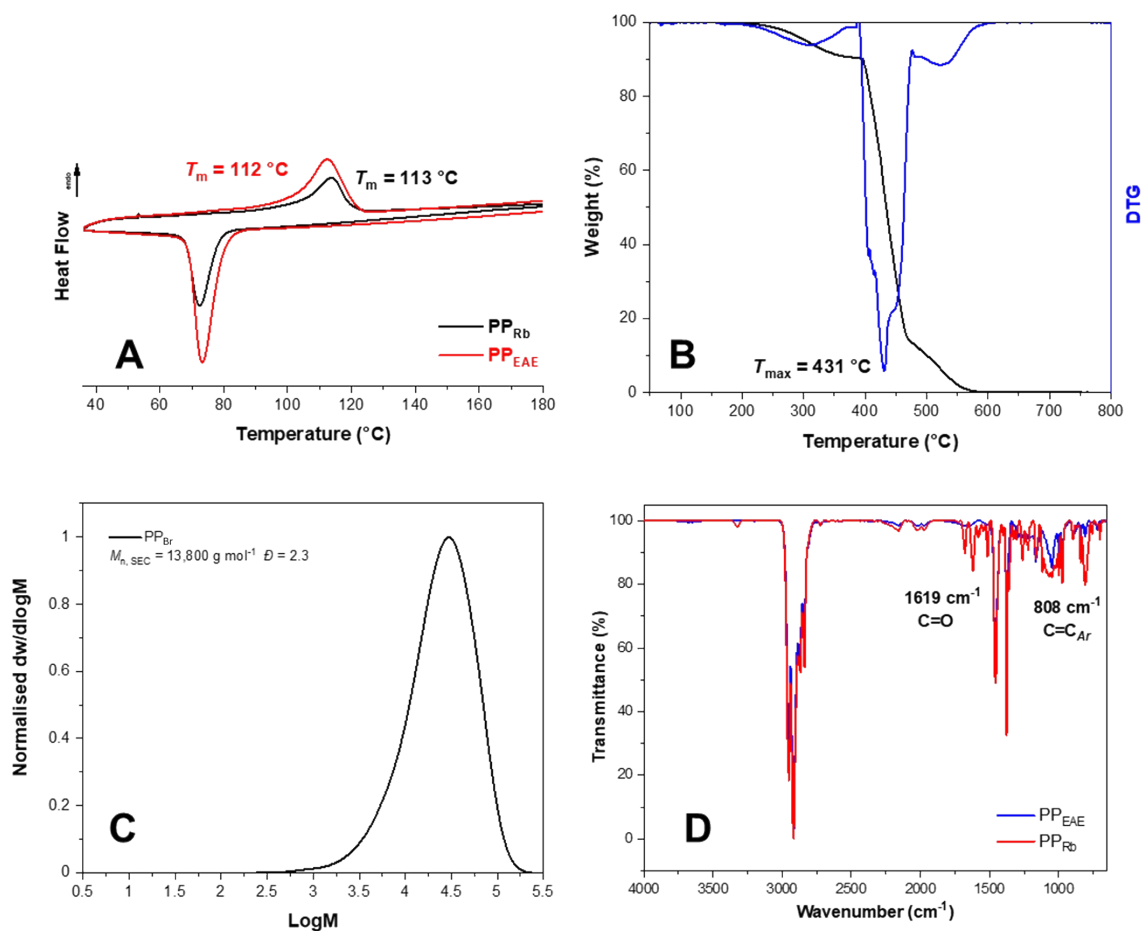 T_m = 112 °C
T_m = 113 °C
endo
Heat Flow
A
PP_Rb
PP_EAE
40 60 80 100 120 140 160 180
Temperature (°C)
100
80
60
40
20
0
Weight (%)
DTG
B
T_max = 431 °C
100 200 300 400 500 600 700 800
Temperature (°C)
PP_Br
M_n, SEC = 13,800 g mol⁻¹ Đ = 2.3
1
0.8
0.6
0.4
0.2
0
Normalised dw/dlogM
C
0.5 1 1.5 2 2.5 3 3.5 4 4.5 5 5.5
LogM
100
80
60
40
20
0
Transmittance (%)
1619 cm⁻¹
C=O
808 cm⁻¹
C=C_Ar
D
PP_EAE
PP_Rb
4000 3000 2000 1500 1000
Wavenumber (cm⁻¹)